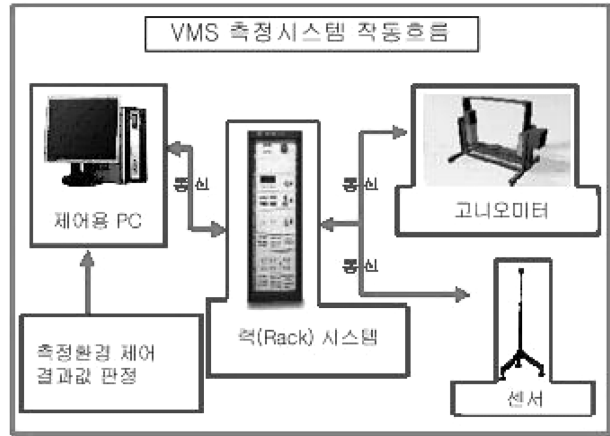 VMS 측정시스템 작동흐름
통신
제어용 PC
통신
고니오미터
통신
측정환경 제어
결과값 판정
력(Rack) 시스템
센서